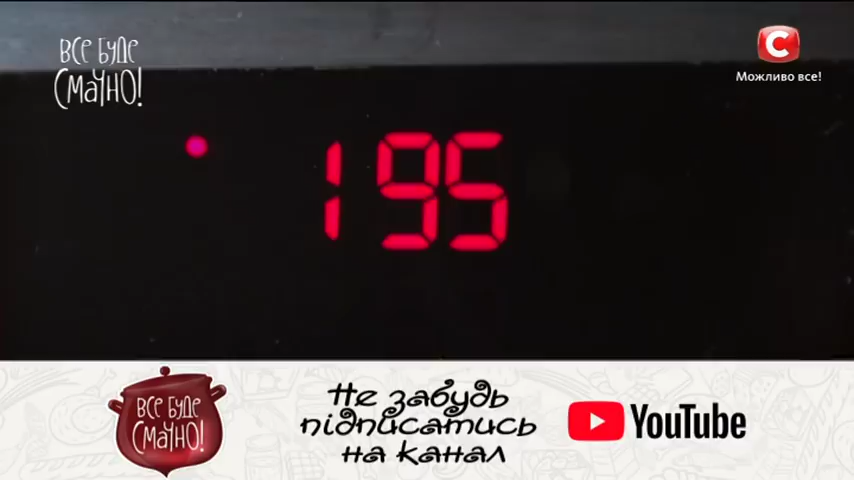 Все буде
Смачно!
С
Можливо все!
195
Все буде
Смачно!
Не забудь
підписатись
на канал
YouTube